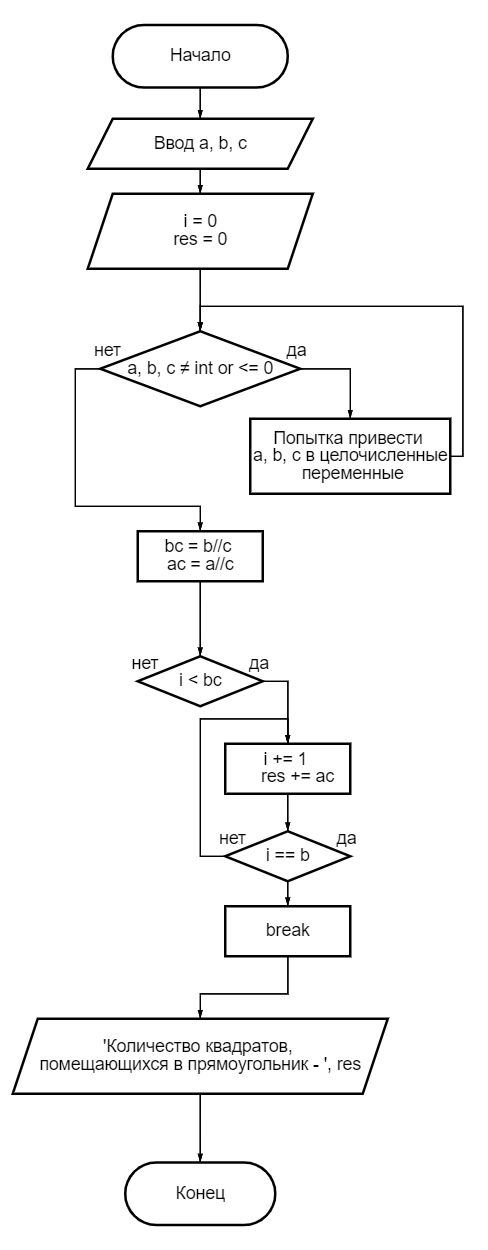 Начало
Ввод a, b, c
i = 0
res = 0
нет
да
a, b, c ≠ int or <= 0
Попытка привести
a, b, c в целочисленные
переменные
bc = b//c
ac = a//c
нет
да
i < bc
i += 1
res += ac
нет
да
i == b
break
'Количество квадратов,
помещающихся в прямоугольник - ', res
Конец